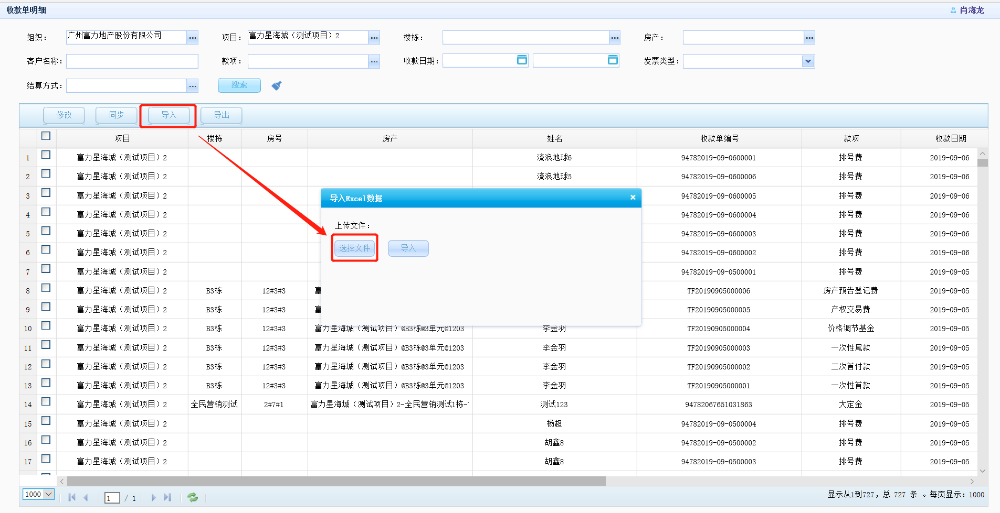 收款单明细
肖海龙
组织： 广州富力地产股份有限公司 ... 项目： 富力星海城（测试项目）2 ... 楼栋： ... 房产： ...
客户名称： 款项： ... 收款日期： 发票类型：
结算方式： ... 搜索
修改 同步 导入 导出
项目 楼栋 房号 房产 姓名 收款单编号 款项 收款日期
1 富力星海城（测试项目）2 流浪地球6 94782019-09-0600001 排号费 2019-09-06
2 富力星海城（测试项目）2 流浪地球5 94782019-09-0600006 排号费 2019-09-06
3 富力星海城（测试项目）2 94782019-09-0600005 排号费 2019-09-06
4 富力星海城（测试项目）2 94782019-09-0600004 排号费 2019-09-06
5 富力星海城（测试项目）2 94782019-09-0600003 排号费 2019-09-06
6 富力星海城（测试项目）2 94782019-09-0600002 排号费 2019-09-06
7 富力星海城（测试项目）2 94782019-09-0500001 排号费 2019-09-05
8 富力星海城（测试项目）2 B3栋 12#3#3 富 TF20190905000006 房产预告登记费 2019-09-05
9 富力星海城（测试项目）2 B3栋 12#3#3 富 TF20190905000005 产权交易费 2019-09-05
10 富力星海城（测试项目）2 B3栋 12#3#3 富力星海城（测试项目）@B3栋@3单元@1203 李金羽 TF20190905000004 价格调节基金 2019-09-05
11 富力星海城（测试项目）2 B3栋 12#3#3 富力星海城（测试项目）@B3栋@3单元@1203 李金羽 TF20190905000003 一次性尾款 2019-09-05
12 富力星海城（测试项目）2 B3栋 12#3#3 富力星海城（测试项目）@B3栋@3单元@1203 李金羽 TF20190905000002 二次首付款 2019-09-05
13 富力星海城（测试项目）2 B3栋 12#3#3 富力星海城（测试项目）@B3栋@3单元@1203 李金羽 TF20190905000001 一次性首款 2019-09-05
14 富力星海城（测试项目）2 全民营销测试 2#7#1 富力星海城（测试项目）2-全民营销测试1栋- 测试123 94782067651031863 大定金 2019-09-05
15 富力星海城（测试项目）2 杨超 94782019-09-0500004 排号费 2019-09-05
16 富力星海城（测试项目）2 胡鑫8 94782019-09-0500002 排号费 2019-09-05
17 富力星海城（测试项目）2 胡鑫8 94782019-09-0500003 排号费 2019-09-05
导入Excel数据 ×
上传文件：
选择文件 导入
1000 1 / 1 显示从1到727，总 727 条 。每页显示：1000